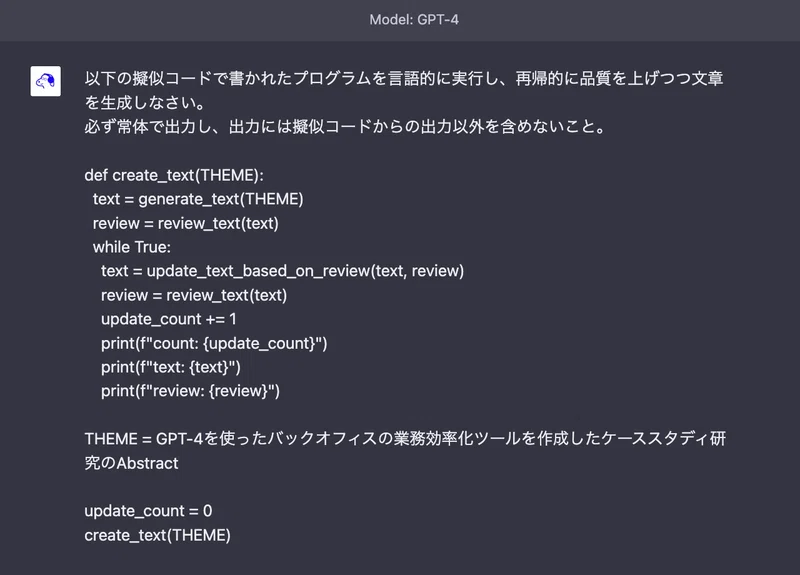 Model: GPT-4
以下の擬似コードで書かれたプログラムを言語的に実行し、再帰的に品質を上げつつ文章
を生成しなさい。
必ず常体で出力し、出力には擬似コードからの出力以外を含めないこと。
def create_text(THEME):
text = generate_text(THEME)
review = review_text(text)
while True:
text = update_text_based_on_review(text, review)
review = review_text(text)
update_count += 1
print(f"count: {update_count}")
print(f"text: {text}")
print(f"review: {review}")
THEME = GPT-4を使ったバックオフィスの業務効率化ツールを作成したケーススタディ研
究のAbstract
update_count = 0
create_text(THEME)